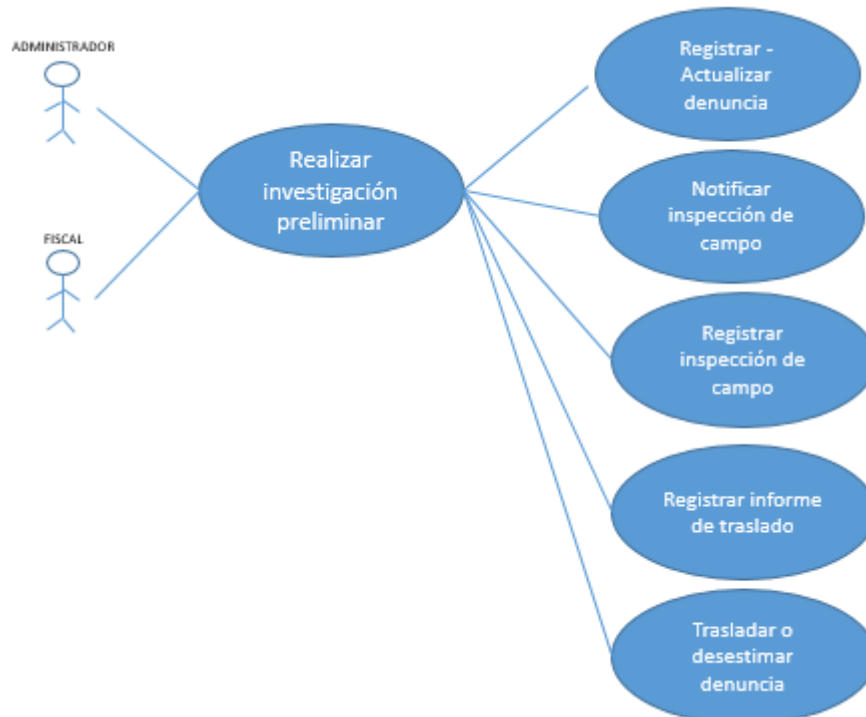 ADMINISTRADOR
FISCAL
Realizar
investigación
preliminar
Registrar -
Actualizar
denuncia
Notificar
inspección de
campo
Registrar
inspección de
campo
Registrar informe
de traslado
Trasladar o
desestimar
denuncia